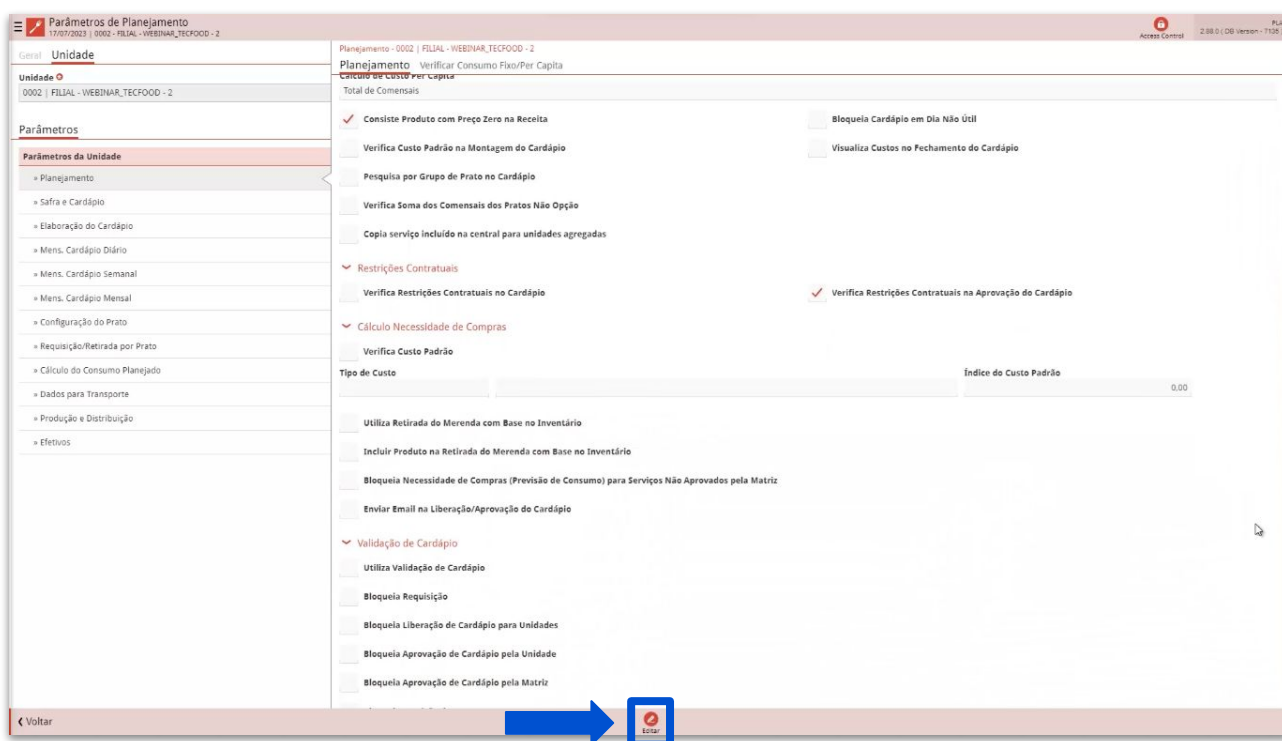 Parâmetros de Planejamento
17/07/2023 | 0002 - FILIAL - WEBINAR_TECFOOD - 2
Access Control
PLA
2.88.0 ( DB Version - 7105
Geral Unidade
Unidade
0002 | FILIAL - WEBINAR_TECFOOD - 2
Parâmetros
Parâmetros da Unidade
» Planejamento
» Safra e Cardápio
» Elaboração do Cardápio
» Mens. Cardápio Diário
» Mens. Cardápio Semanal
» Mens. Cardápio Mensal
» Configuração do Prato
» Requisição/Retirada por Prato
» Cálculo do Consumo Planejado
» Dados para Transporte
» Produção e Distribuição
» Efetivos
Planejamento - 0002 | FILIAL - WEBINAR_TECFOOD - 2
Planejamento Verificar Consumo Fixo/Per Capita
Cálculo de Custo Per Capita
Total de Comensais
Consiste Produto com Preço Zero na Receita
Bloqueia Cardápio em Dia Não Útil
Verifica Custo Padrão na Montagem do Cardápio
Visualiza Custos no Fechamento do Cardápio
Pesquisa por Grupo de Prato no Cardápio
Verifica Soma dos Comensais dos Pratos Não Opção
Copia serviço incluído na central para unidades agregadas
Restrições Contratuais
Verifica Restrições Contratuais no Cardápio
Verifica Restrições Contratuais na Aprovação do Cardápio
Cálculo Necessidade de Compras
Verifica Custo Padrão
Tipo de Custo
Índice do Custo Padrão
0,00
Utiliza Retirada do Merenda com Base no Inventário
Incluir Produto na Retirada do Merenda com Base no Inventário
Bloqueia Necessidade de Compras (Previsão de Consumo) para Serviços Não Aprovados pela Matriz
Enviar Email na Liberação/Aprovação do Cardápio
Validação de Cardápio
Utiliza Validação de Cardápio
Bloqueia Requisição
Bloqueia Liberação de Cardápio para Unidades
Bloqueia Aprovação de Cardápio pela Unidade
Bloqueia Aprovação de Cardápio pela Matriz
Voltar
Editar